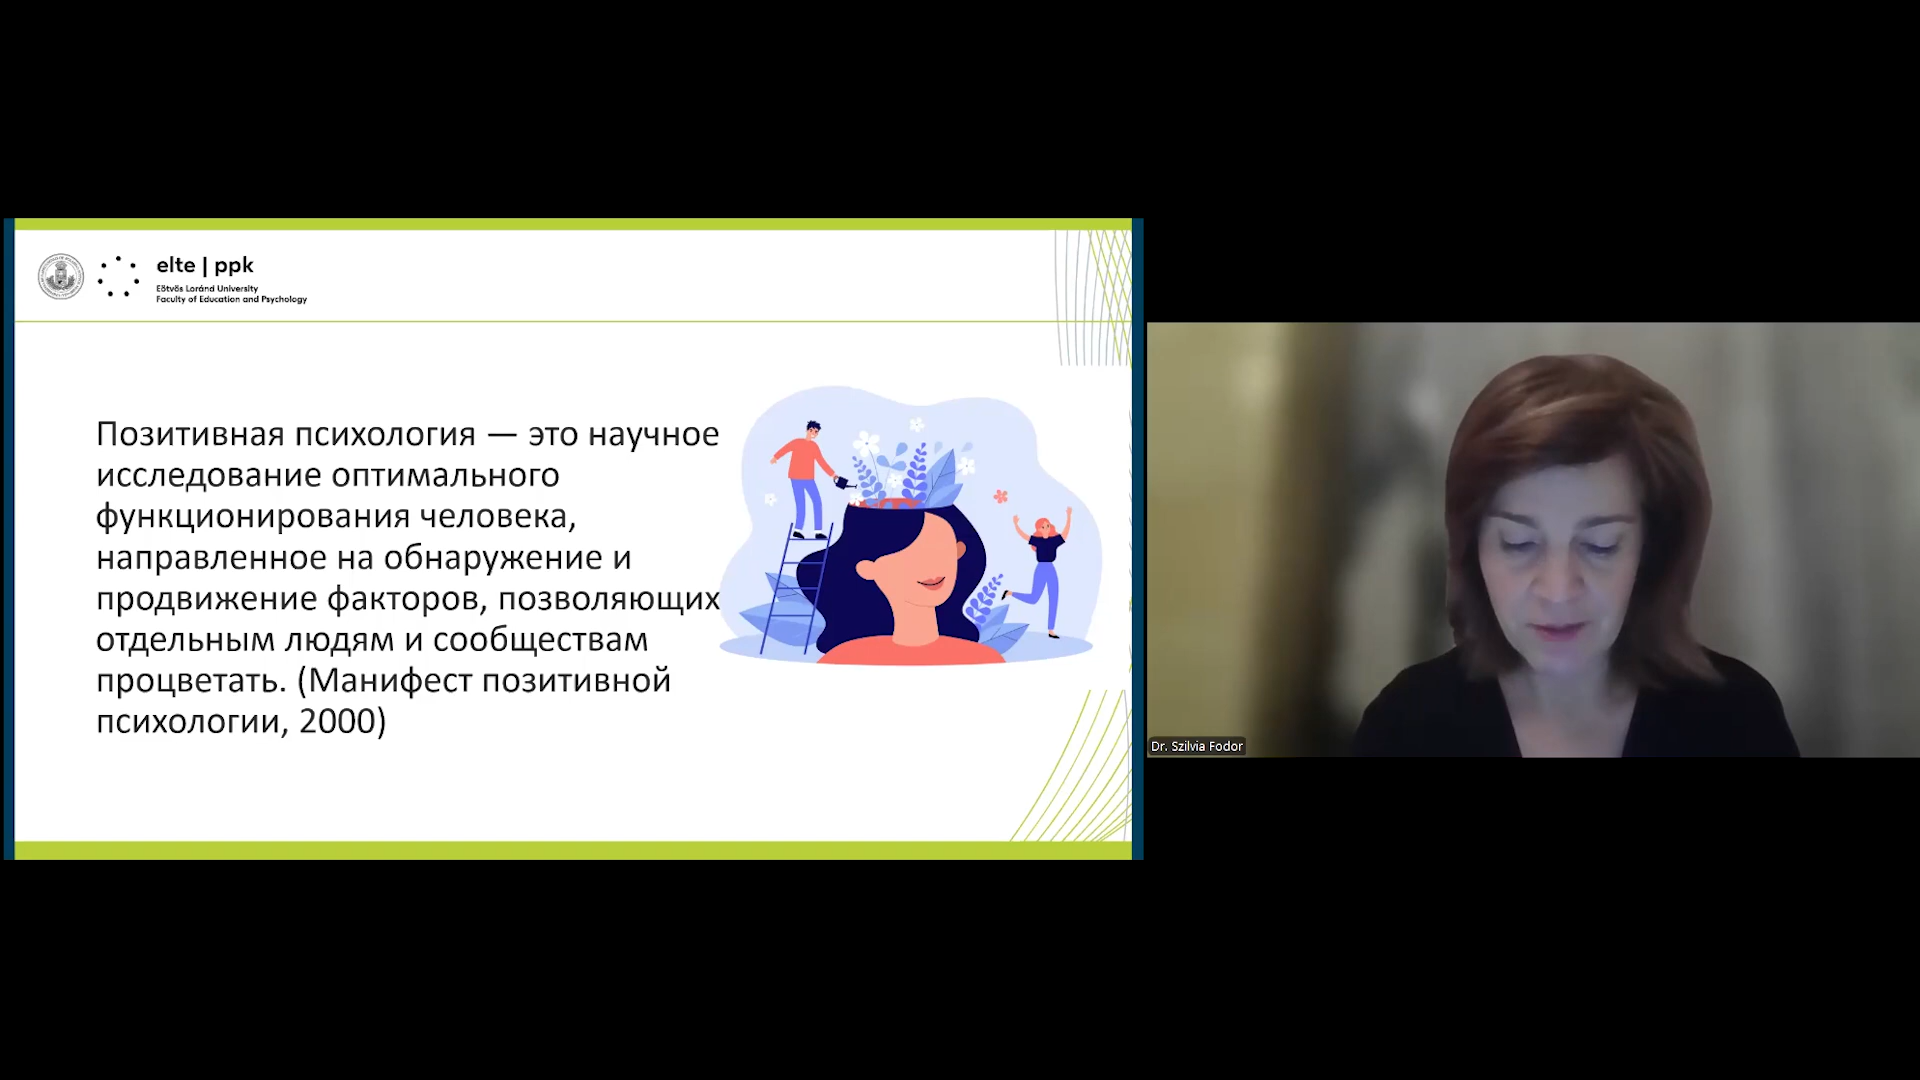 elte | ppk
Eötvös Loránd University
Faculty of Education and Psychology
Позитивная психология — это научное
исследование оптимального
функционирования человека,
направленное на обнаружение и
продвижение факторов, позволяющих
отдельным людям и сообществам
процветать. (Манифест позитивной
психологии, 2000)
Dr. Szilvia Fodor